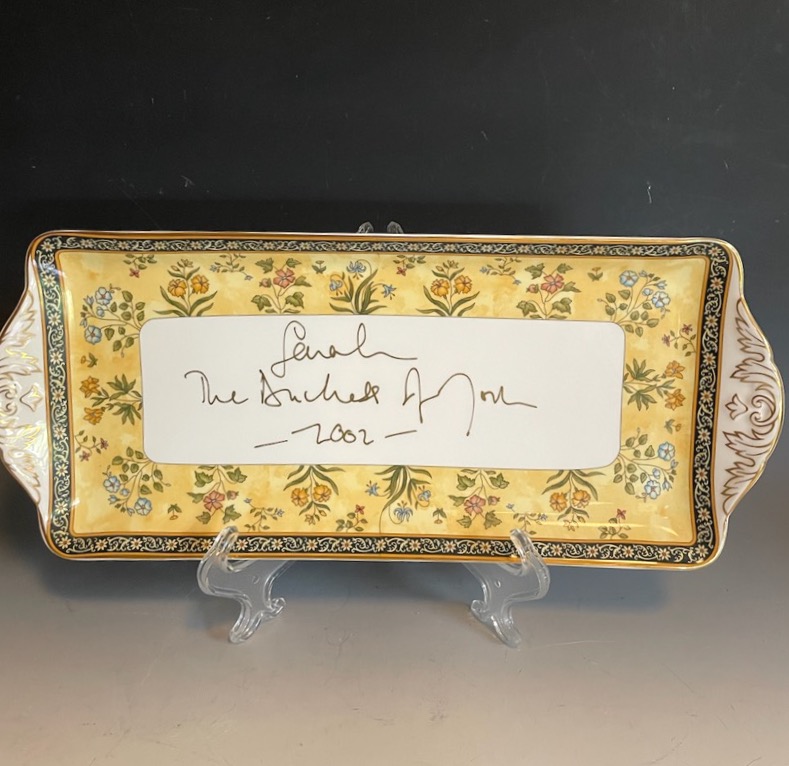 Sarah
The Duchess of York
— 2002 —